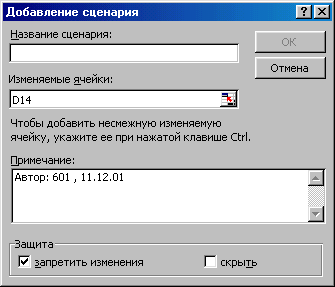 Добавление сценария
Название сценария:
OK
Отмена
Изменяемые ячейки:
D14
Чтобы добавить несмежную изменяемую
ячейку, укажите ее при нажатой клавише Ctrl.
Примечание:
Автор: 601 , 11.12.01
Защита
запретить изменения
скрыть